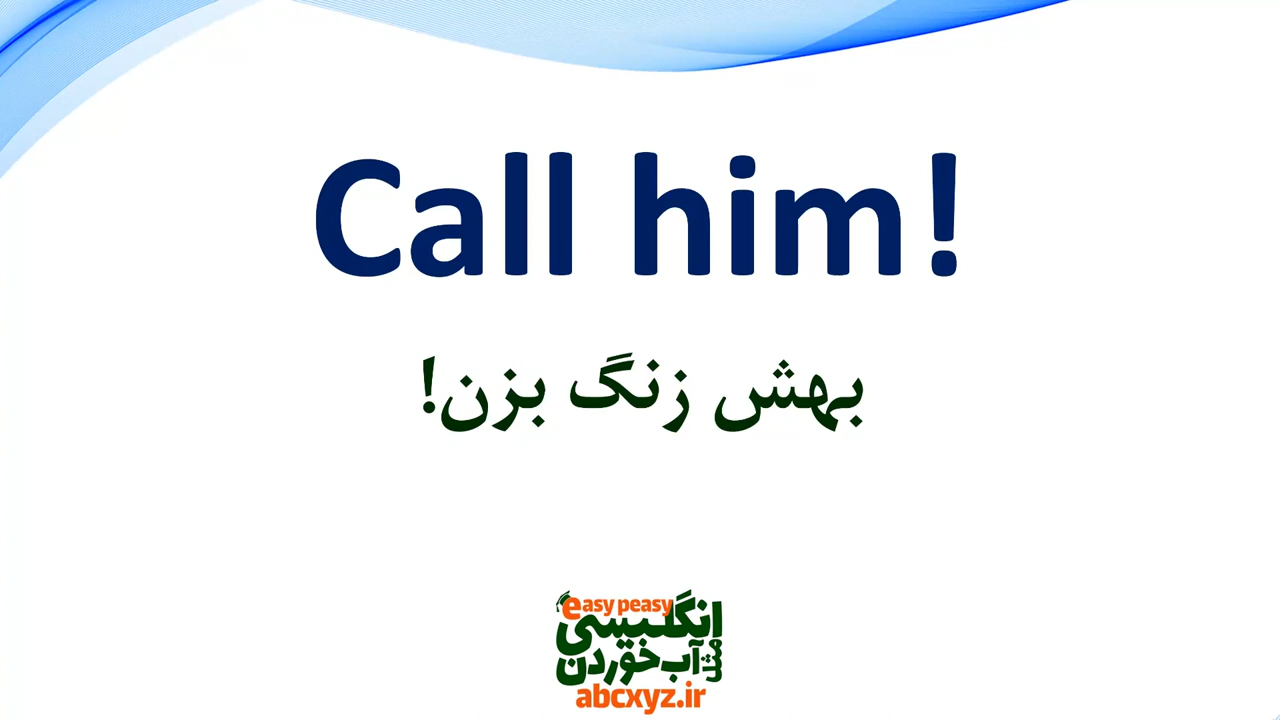 Call him!
بهش زنگ بزن!
easy peasy
انگلیسی
مثل آب خوردن
abcxyz.ir